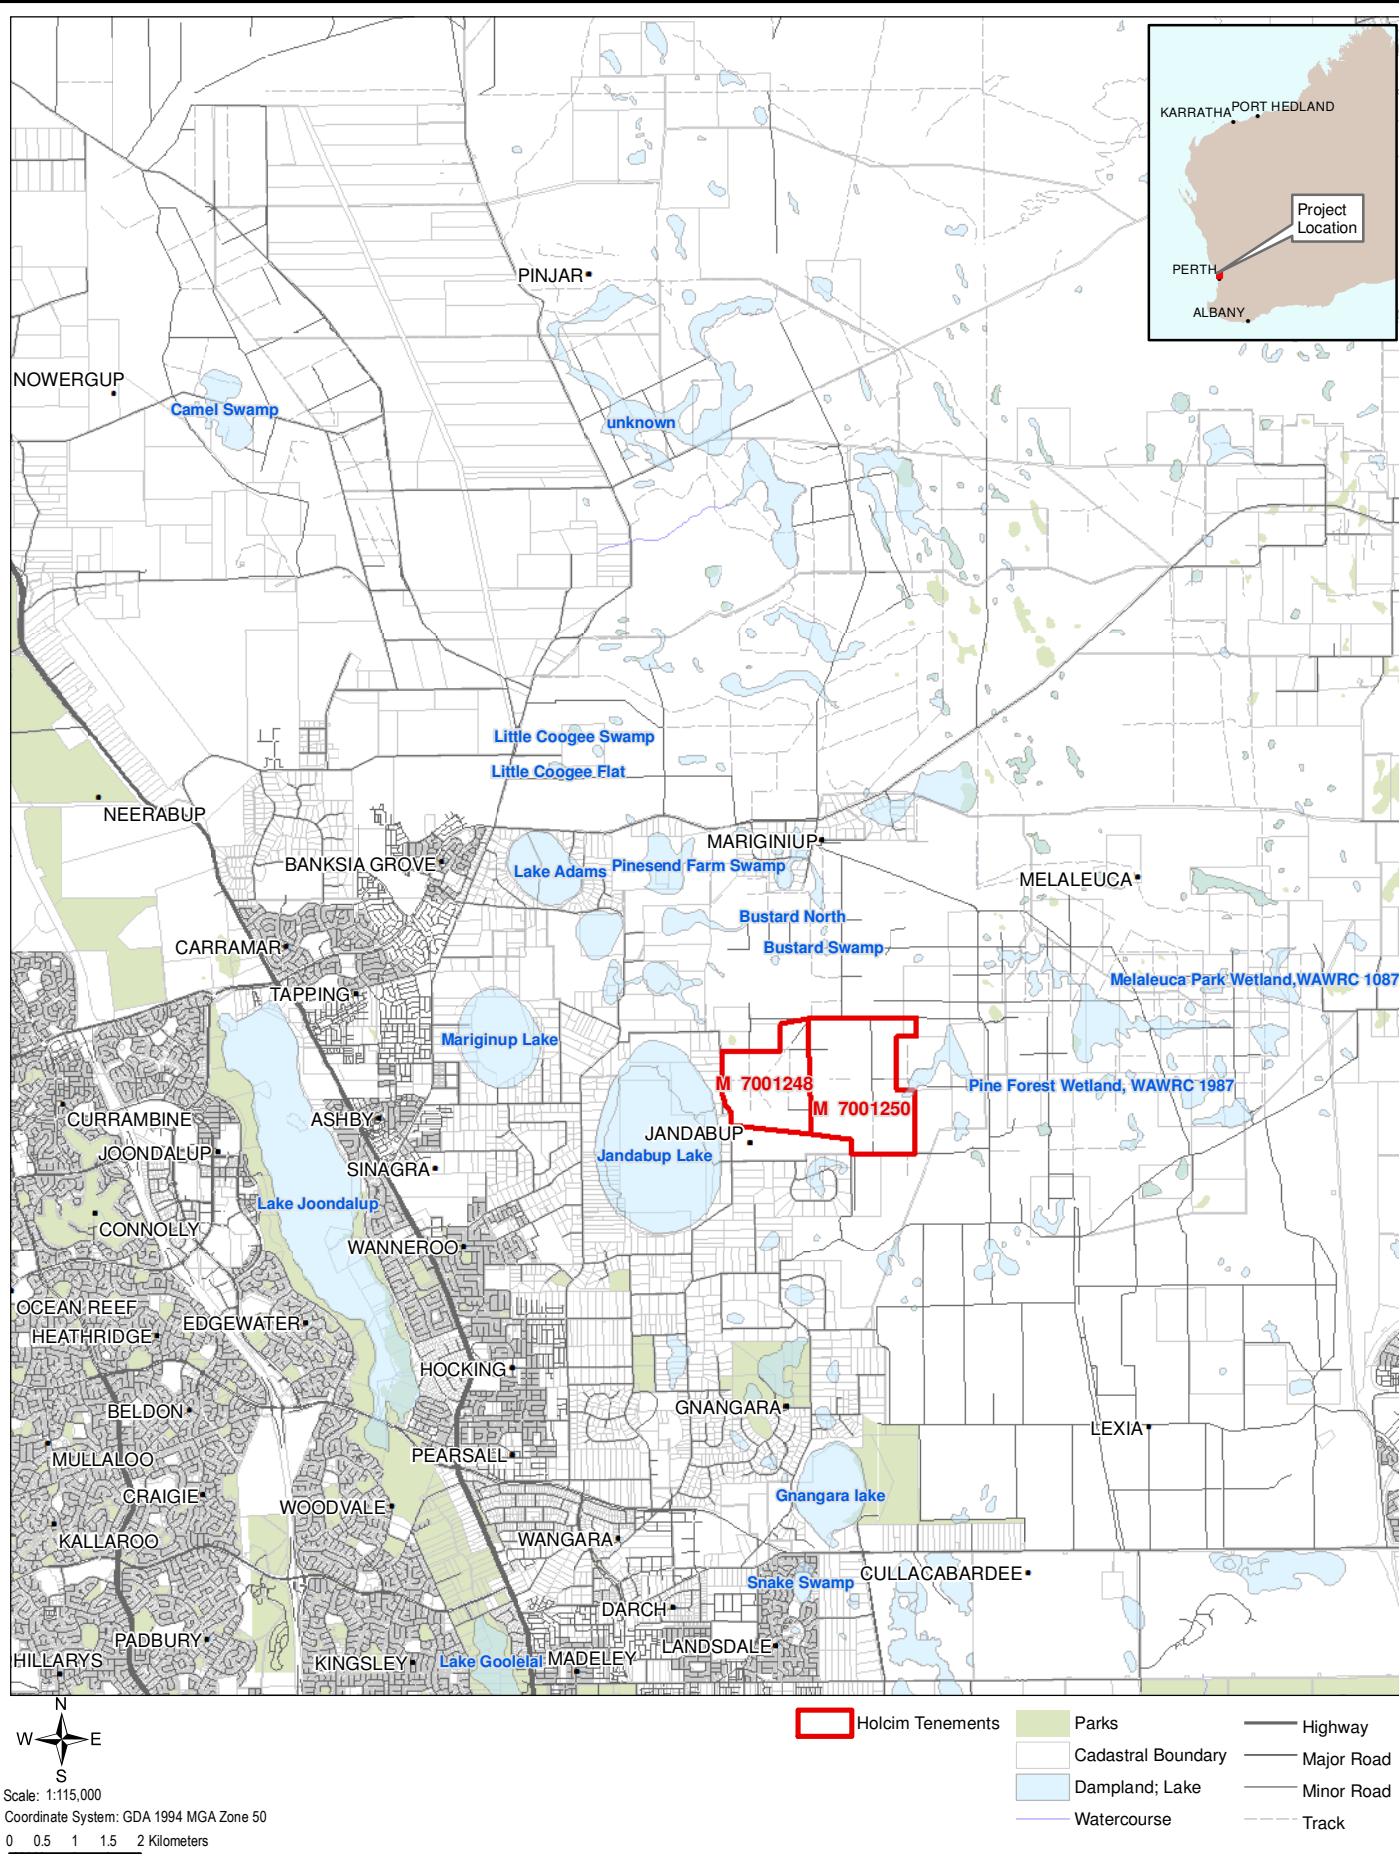 KARRATHA
PORT HEDLAND
Project
Location
PERTH
ALBANY
PINJAR
NOWERGUP
Camel Swamp
unknown
Little Coogee Swamp
Little Coogee Flat
NEERABUP
MARIGINIUP
BANKSIA GROVE
Lake Adams
Pinesend Farm Swamp
MELALEUCA
Bustard North
CARRAMAR
Bustard Swamp
Melaleuca Park Wetland,WAWRC 1087
TAPPING
Mariginup Lake
M 7001248
Pine Forest Wetland, WAWRC 1987
M 7001250
CURRAMBINE
ASHBY
JANDABUP
JOONDALUP
Jandabup Lake
SINAGRA
Lake Joondalup
CONNOLLY
WANNEROO
OCEAN REEF
EDGEWATER
HEATHRIDGE
HOCKING
BELDON
GNANGARA
LEXIA
MULLALOO
PEARSALL
CRAIGIE
WOODVALE
Gnangara lake
KALLAROO
WANGARA
Snake Swamp
CULLACABARDEE
DARCH
PADBURY
LANDSDALE
HILLARYS
KINGSLEY
Lake Goolelal
MADELEY
N
W
E
S
Scale: 1:115,000
Coordinate System: GDA 1994 MGA Zone 50
0 0.5 1 1.5 2 Kilometers
Holcim Tenements
Parks
Cadastral Boundary
Dampland; Lake
Watercourse
Highway
Major Road
Minor Road
Track